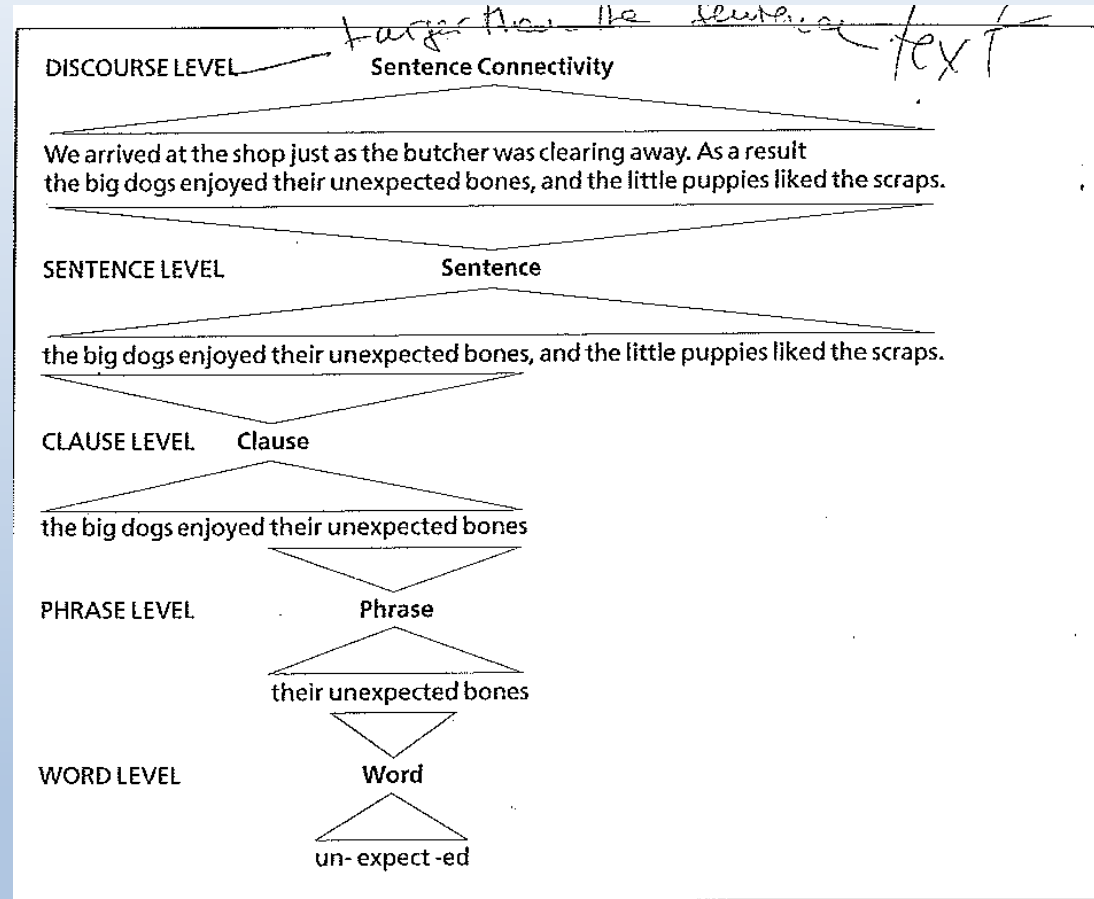 Larger than the sentence text
DISCOURSE LEVEL Sentence Connectivity
We arrived at the shop just as the butcher was clearing away. As a result
the big dogs enjoyed their unexpected bones, and the little puppies liked the scraps.
SENTENCE LEVEL Sentence
the big dogs enjoyed their unexpected bones, and the little puppies liked the scraps.
CLAUSE LEVEL Clause
the big dogs enjoyed their unexpected bones
PHRASE LEVEL Phrase
their unexpected bones
WORD LEVEL Word
un- expect -ed